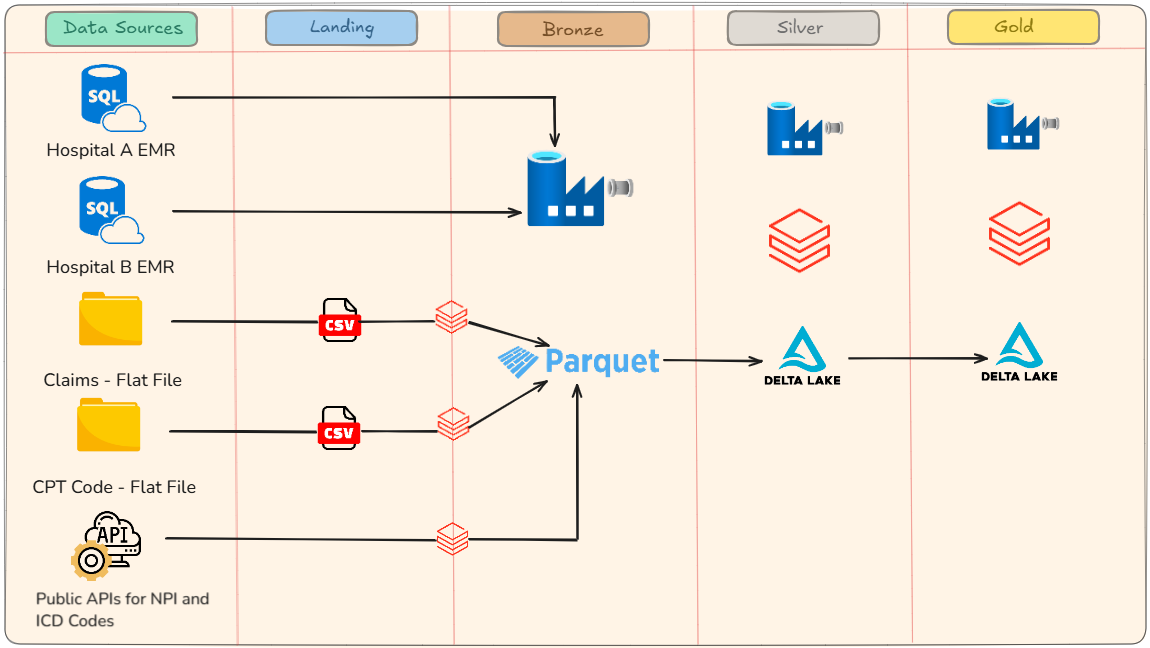 Data Sources
Landing
Bronze
Silver
Gold
SQL
Hospital A EMR
SQL
Hospital B EMR
CSV
Claims - Flat File
Parquet
DELTA LAKE
DELTA LAKE
CSV
CPT Code - Flat File
API
Public APIs for NPI and
ICD Codes